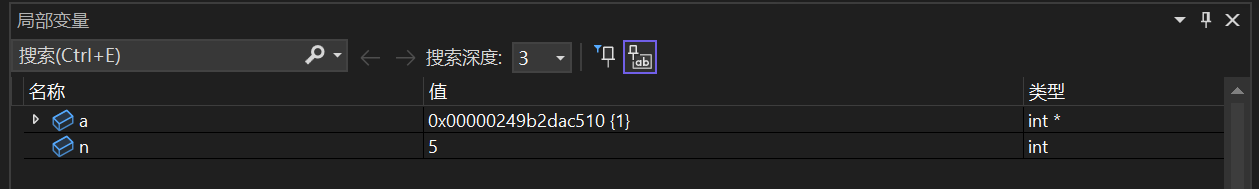 局部变量
搜索(Ctrl+E) 搜索深度: 3 ab
名称 值 类型
a 0x00000249b2dac510 {1} int *
n 5 int